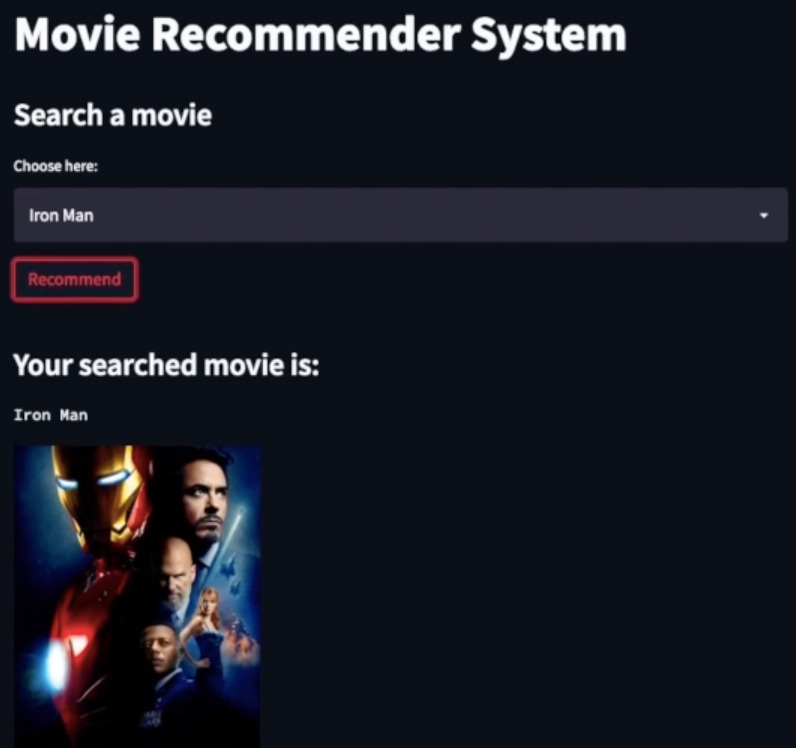 Movie Recommender System
Search a movie
Choose here:
Iron Man
Recommend
Your searched movie is:
Iron Man